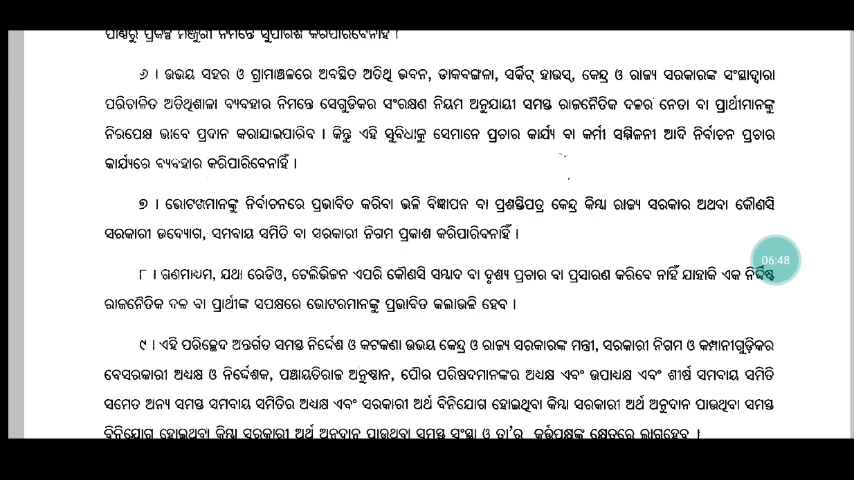 ପାଣ୍ଠିରୁ ପ୍ରକଳ୍ପ ମଞ୍ଜୁରୀ ନିମନ୍ତେ ସୁପାରିଶ କରିପାରିବେନାହିଁ ।
୬ । ଉଭୟ ସହର ଓ ଗ୍ରାମାଞ୍ଚଳରେ ଅବସ୍ଥିତ ଅତିଥି ଭବନ, ଡାକବଙ୍ଗଳା, ସର୍କିଟ୍ ହାଉସ୍, କେନ୍ଦ୍ର ଓ ରାଜ୍ୟ ସରକାରଙ୍କ ସଂସ୍ଥାଦ୍ୱାରା
ପରିଚାଳିତ ଅତିଥିଶାଳା ବ୍ୟବହାର ନିମନ୍ତେ ସେଗୁଡିକର ସଂରକ୍ଷଣ ନିୟମ ଅନୁଯାୟୀ ସମସ୍ତ ରାଜନୈତିକ ଦଳର ନେତା ବା ପ୍ରାର୍ଥୀମାନଙ୍କୁ
ନିରପେକ୍ଷ ଭାବେ ପ୍ରଦାନ କରାଯାଇପାରିବ । କିନ୍ତୁ ଏହି ସୁବିଧାକୁ ସେମାନେ ପ୍ରଚାର କାର୍ଯ୍ୟ ବା କର୍ମୀ ସମ୍ମିଳନୀ ଆଦି ନିର୍ବାଚନ ପ୍ରଚାର
କାର୍ଯ୍ୟରେ ବ୍ୟବହାର କରିପାରିବେନାହିଁ ।
୭ । ଭୋଟରମାନଙ୍କୁ ନିର୍ବାଚନରେ ପ୍ରଭାବିତ କରିବା ଭଳି ବିଜ୍ଞାପନ ବା ପ୍ରଶସ୍ତିପତ୍ର କେନ୍ଦ୍ର କିମ୍ବା ରାଜ୍ୟ ସରକାର ଅଥବା କୌଣସି
ସରକାରୀ ଉଦ୍ୟୋଗ, ସମବାୟ ସମିତି ବା ସରକାରୀ ନିଗମ ପ୍ରକାଶ କରିପାରିବନାହିଁ ।
୮ । ଗଣମାଧ୍ୟମ, ଯଥା ରେଡିଓ, ଟେଲିଭିଜନ ଏପରି କୌଣସି ସମ୍ବାଦ ବା ଦୃଶ୍ୟ ପ୍ରଚାର ବା ପ୍ରସାରଣ କରିବେ ନାହିଁ ଯାହାକି ଏକ ନିର୍ଦ୍ଦିଷ୍ଟ
ରାଜନୈତିକ ଦଳ ବା ପ୍ରାର୍ଥୀଙ୍କ ସପକ୍ଷରେ ଭୋଟରମାନଙ୍କୁ ପ୍ରଭାବିତ କଲାଭଳି ହେବ ।
06:48
୯ । ଏହି ପରିଚ୍ଛେଦ ଅନ୍ତର୍ଗତ ସମସ୍ତ ନିର୍ଦ୍ଦେଶ ଓ କଟକଣା ଉଭୟ କେନ୍ଦ୍ର ଓ ରାଜ୍ୟ ସରକାରଙ୍କ ମନ୍ତ୍ରୀ, ସରକାରୀ ନିଗମ ଓ କମ୍ପାନୀଗୁଡ଼ିକର
ବେସରକାରୀ ଅଧ୍ୟକ୍ଷ ଓ ନିର୍ଦ୍ଦେଶକ, ପଞ୍ଚାୟତିରାଜ ଅନୁଷ୍ଠାନ, ପୌର ପରିଷଦମାନଙ୍କର ଅଧ୍ୟକ୍ଷ ଏବଂ ଉପାଧ୍ୟକ୍ଷ ଏବଂ ଶୀର୍ଷ ସମବାୟ ସମିତି
ସମେତ ଅନ୍ୟ ସମସ୍ତ ସମବାୟ ସମିତିର ଅଧ୍ୟକ୍ଷ ଏବଂ ସରକାରୀ ଅର୍ଥ ବିନିଯୋଗ ହୋଇଥିବା କିମ୍ବା ସରକାରୀ ଅର୍ଥ ଅନୁଦାନ ପାଉଥିବା ସମସ୍ତ
ବିନିଯୋଗ ହୋଇଥିବା କିମ୍ବା ସରକାରୀ ଅର୍ଥ ଅନୁଦାନ ପାଉଥିବା ସମସ୍ତ ସଂସ୍ଥା ଓ ତା'ର କର୍ତ୍ତୃପକ୍ଷଙ୍କ କ୍ଷେତ୍ରରେ ଲାଗୁହେବ ।